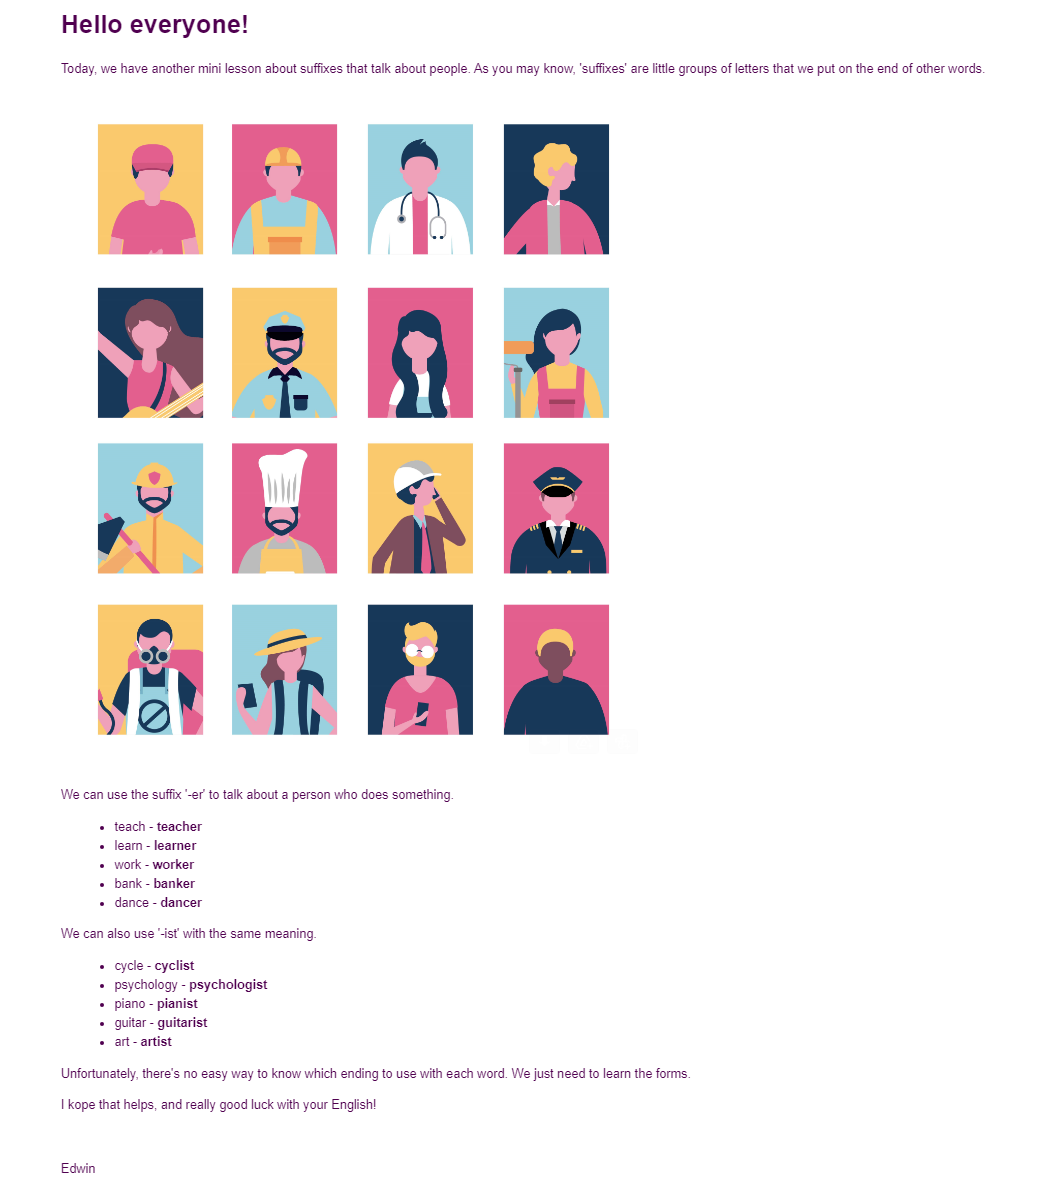 Hello everyone!
Today, we have another mini lesson about suffixes that talk about people. As you may know, 'suffixes' are little groups of letters that we put on the end of other words.
We can use the suffix '-er' to talk about a person who does something.
• teach - teacher
• learn - learner
• work - worker
• bank - banker
• dance - dancer
We can also use '-ist' with the same meaning.
• cycle - cyclist
• psychology - psychologist
• piano - pianist
• guitar - guitarist
• art - artist
Unfortunately, there's no easy way to know which ending to use with each word. We just need to learn the forms.
I kope that helps, and really good luck with your English!
Edwin